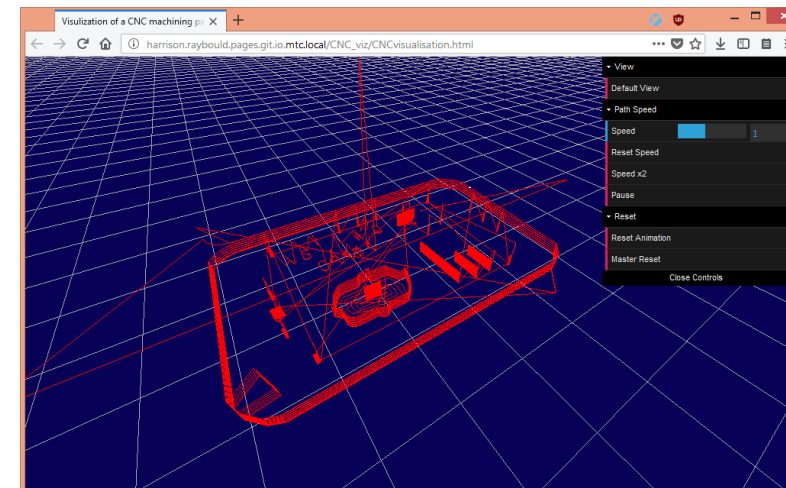 Visulization of a CNC machining pa
harrison.raybould.pages.git.io.mtc.local/CNC_viz/CNCvisualisation.html
View
Default View
Path Speed
Speed 1
Reset Speed
Speed x2
Pause
Reset
Reset Animation
Master Reset
Close Controls